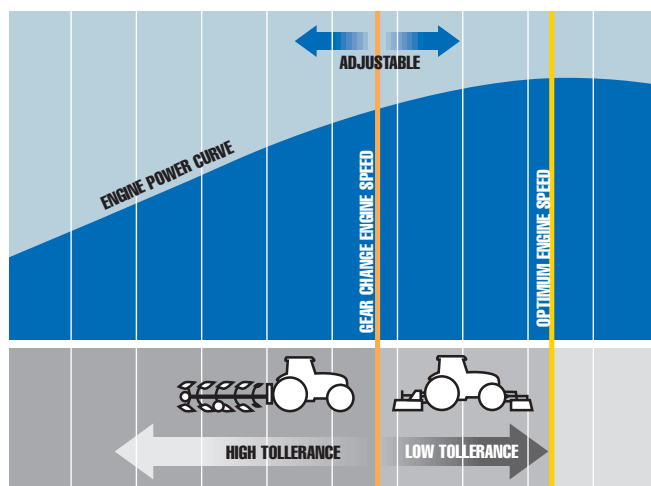 ADJUSTABLE
ENGINE POWER CURVE
GEAR CHANGE ENGINE SPEED
OPTIMUM ENGINE SPEED
HIGH TOLLERANCE
LOW TOLLERANCE